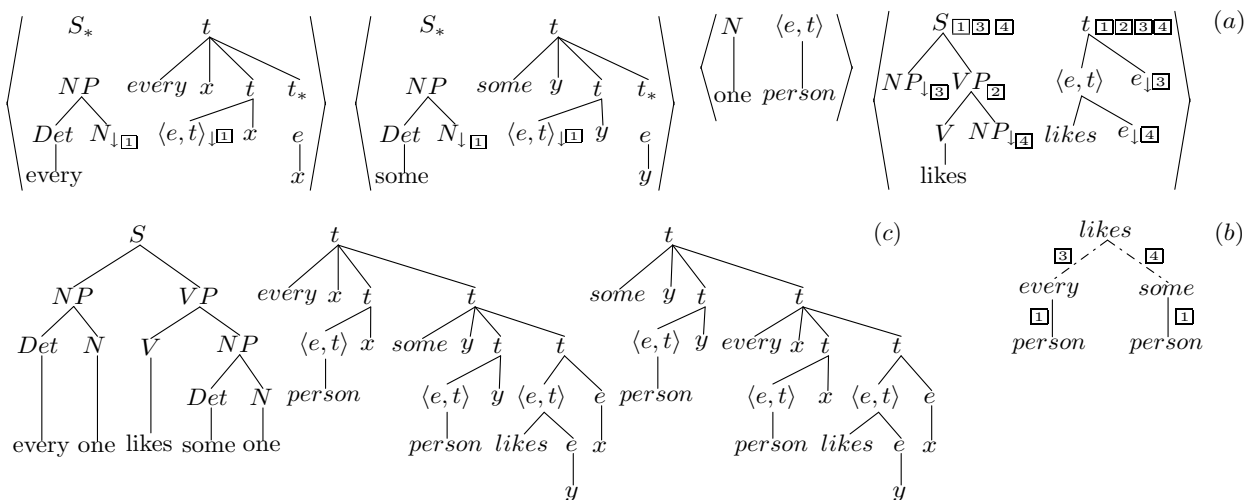 S∗ t S∗ t N ⟨e, t⟩ S 1 3 4 t 1 2 3 4 (a)
NP every x t t∗ NP some y t t∗ one person NP↓3 VP 2 ⟨e, t⟩ e↓3
Det N↓1 ⟨e, t⟩↓1 x e Det N↓1 ⟨e, t⟩↓1 y e V NP↓4 likes e↓4
every x some y likes
S t t (c) likes (b)
3 4
NP VP every x t t some y t t every some
1 1
Det N V NP ⟨e, t⟩ x some y t t ⟨e, t⟩ y every x t t person person
Det N person ⟨e, t⟩ y ⟨e, t⟩ e person ⟨e, t⟩ x ⟨e, t⟩ e
every one likes some one person likes e x person likes e x
y y